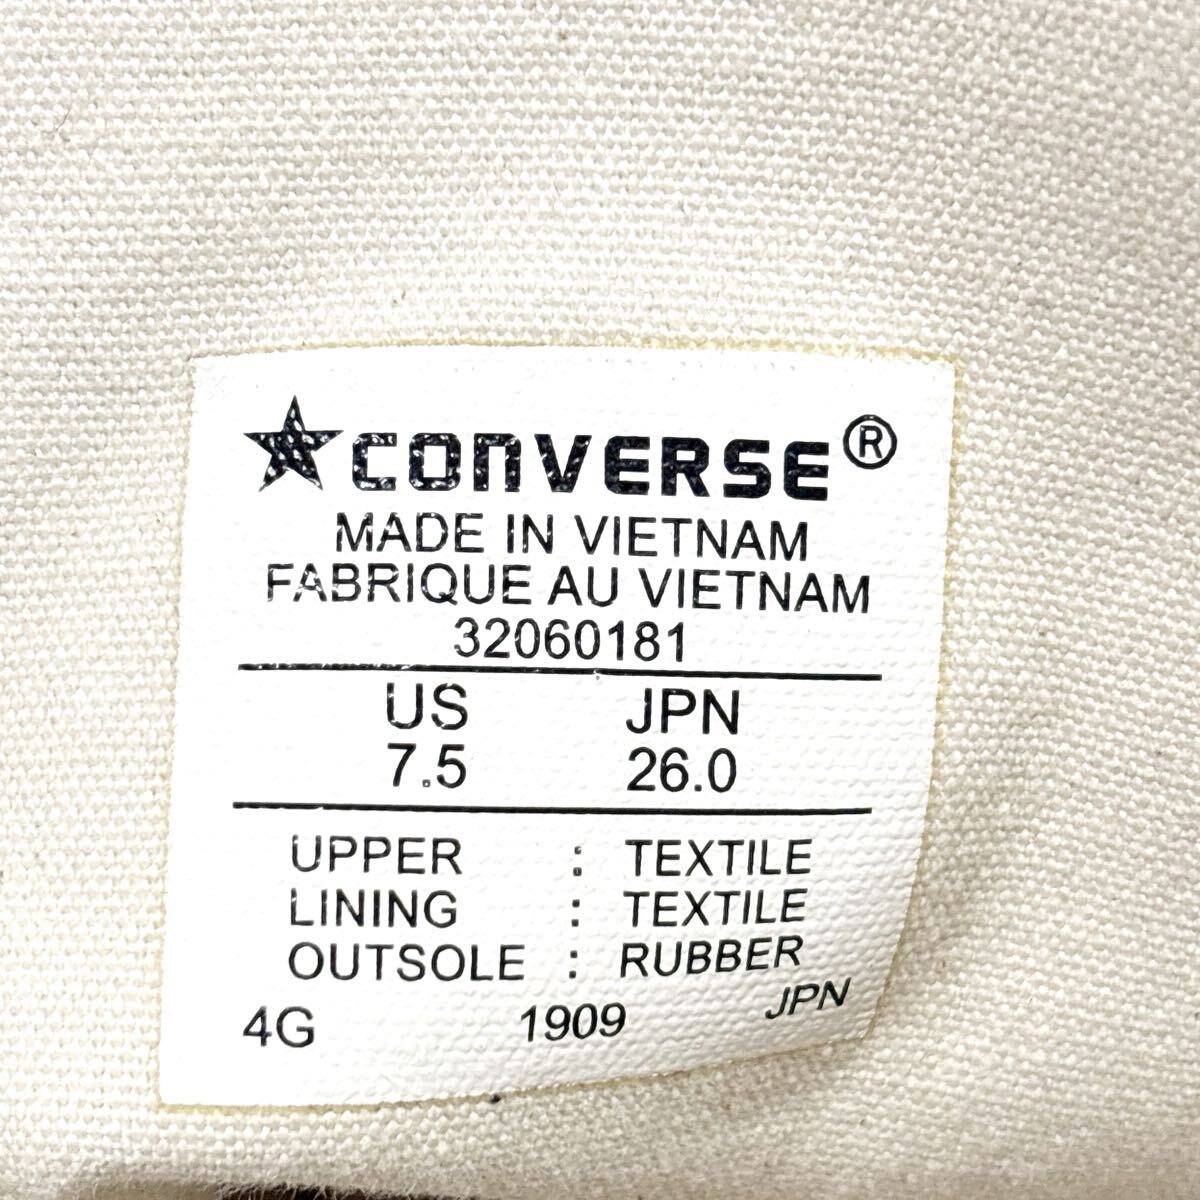 ★CONVERSE®
MADE IN VIETNAM
FABRIQUE AU VIETNAM
32060181
US JPN
7.5 26.0
UPPER : TEXTILE
LINING : TEXTILE
OUTSOLE : RUBBER
4G 1909 JPN